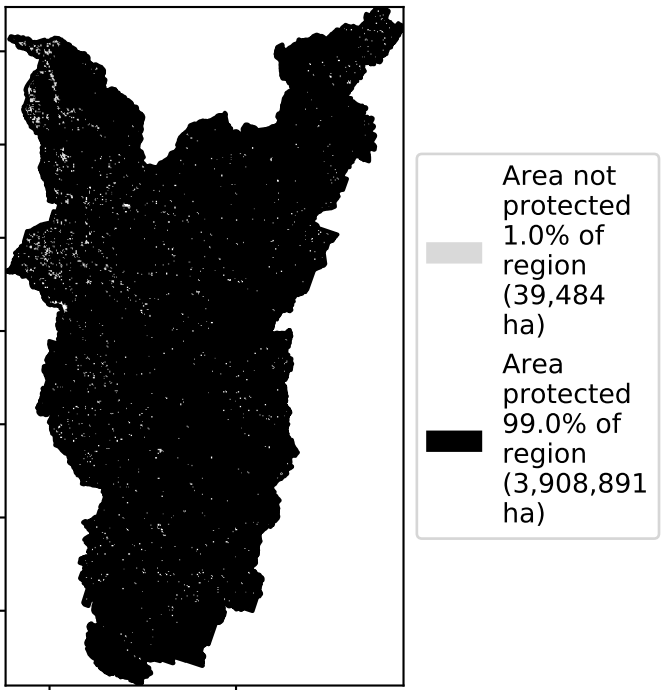 Area not
protected
1.0% of
region
(39,484
ha)
Area
protected
99.0% of
region
(3,908,891
ha)